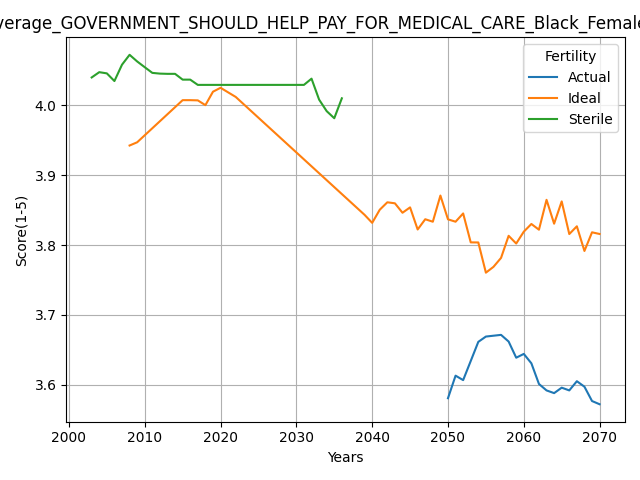 verage_GOVERNMENT_SHOULD_HELP_PAY_FOR_MEDICAL_CARE_Black_Female
Fertility
Actual
Ideal
Sterile
4.0
3.9
3.8
3.7
3.6
Score(1-5)
2000 2010 2020 2030 2040 2050 2060 2070
Years